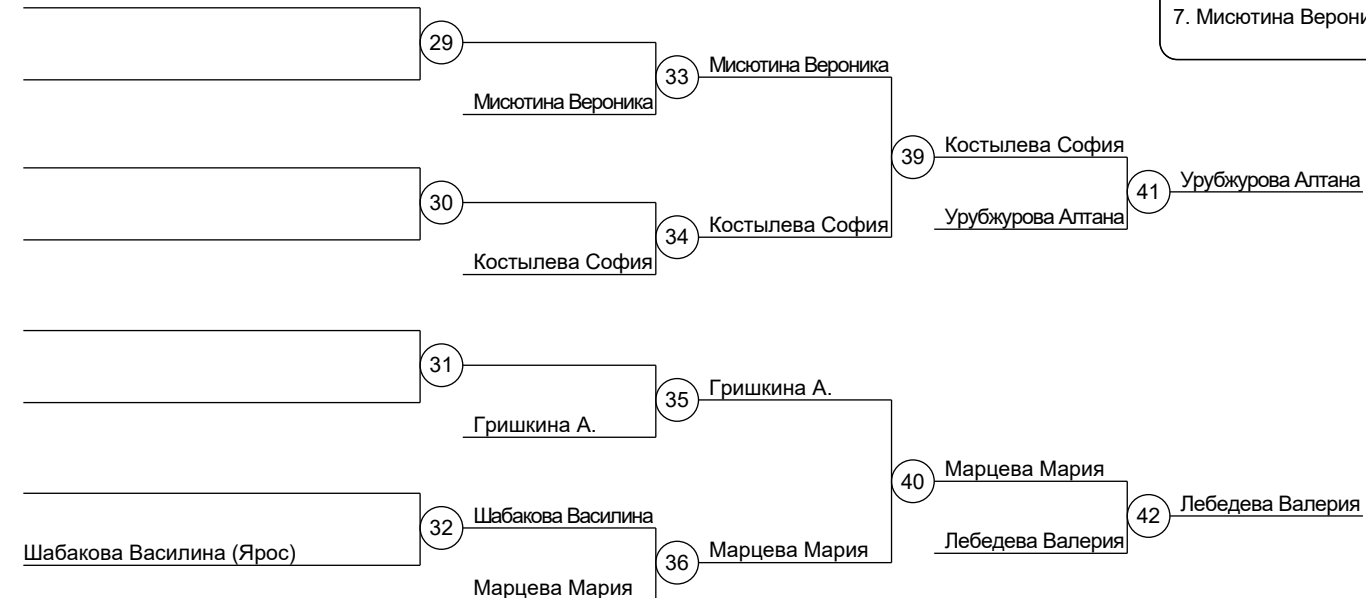 7. Мисютина Верони
29
33
Мисютина Вероника
Мисютина Вероника
39
Костылева София
41
Урубжурова Алтана
30
34
Костылева София
Урубжурова Алтана
Костылева София
31
35
Гришкина А.
Гришкина А.
40
Марцева Мария
42
Лебедева Валерия
32
Шабакова Василина
Шабакова Василина (Ярос)
36
Марцева Мария
Лебедева Валерия
Марцева Мария